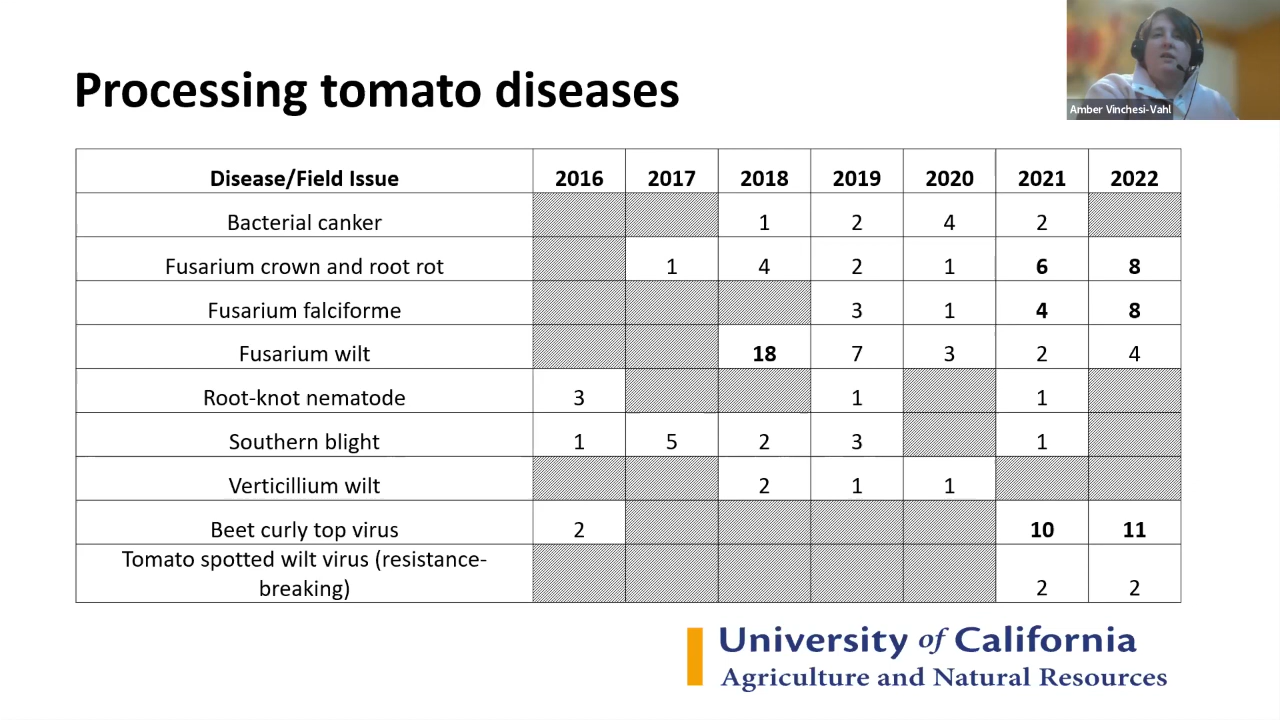 Amber Vinchesi-Vahl
Processing tomato diseases
Disease/Field Issue 2016 2017 2018 2019 2020 2021 2022
Bacterial canker 1 2 4 2
Fusarium crown and root rot 1 4 2 1 6 8
Fusarium falciforme 3 1 4 8
Fusarium wilt 18 7 3 2 4
Root-knot nematode 3 1 1
Southern blight 1 5 2 3 1
Verticillium wilt 2 1 1
Beet curly top virus 2 10 11
Tomato spotted wilt virus (resistance-
breaking) 2 2
University of California
Agriculture and Natural Resources